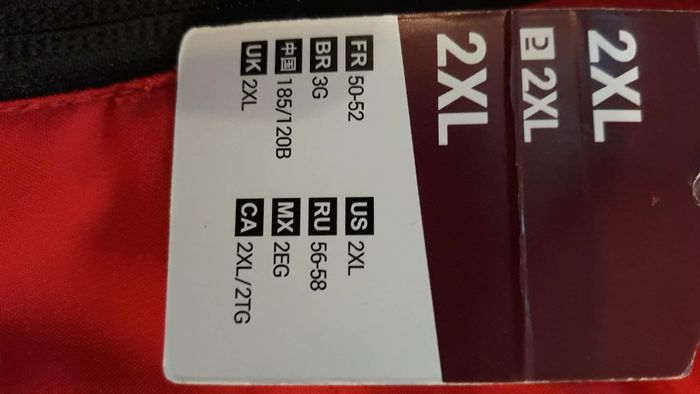 2XL
2XL
2XL
FR 50-52
US 2XL
BR 3G
RU 56-58
中国 185/120B
MX 2EG
UK 2XL
CA 2XL/2TG